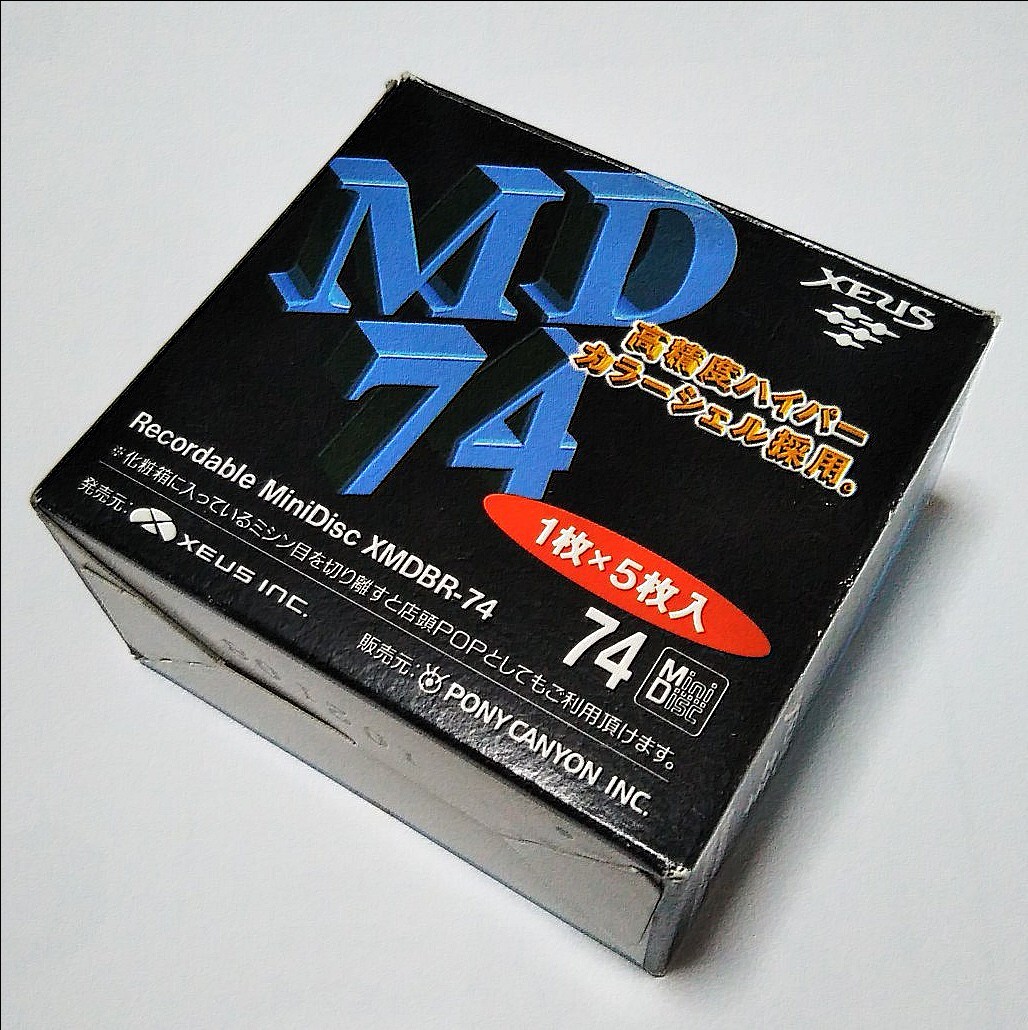 MD
74
XEUS
高精度ハイパー
カラーシェル採用。
1枚×5枚入
Recordable MiniDisc XMDBR-74
※化粧箱に入っているミシン目を切り離すと店頭POPとしてもご利用頂けます。
74
Mini
Disc
発売元: XEUS INC.
販売元: PONY CANYON INC.